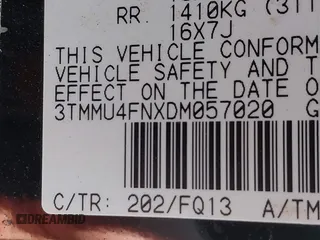 RR. 1410KG (311
16X7J
THIS VEHICLE CONFORM
VEHICLE SAFETY AND T
EFFECT ON THE DATE O
3TMMU4FNXDM057020 G
C/TR: 202/FQ13 A/TM
DREAMBID